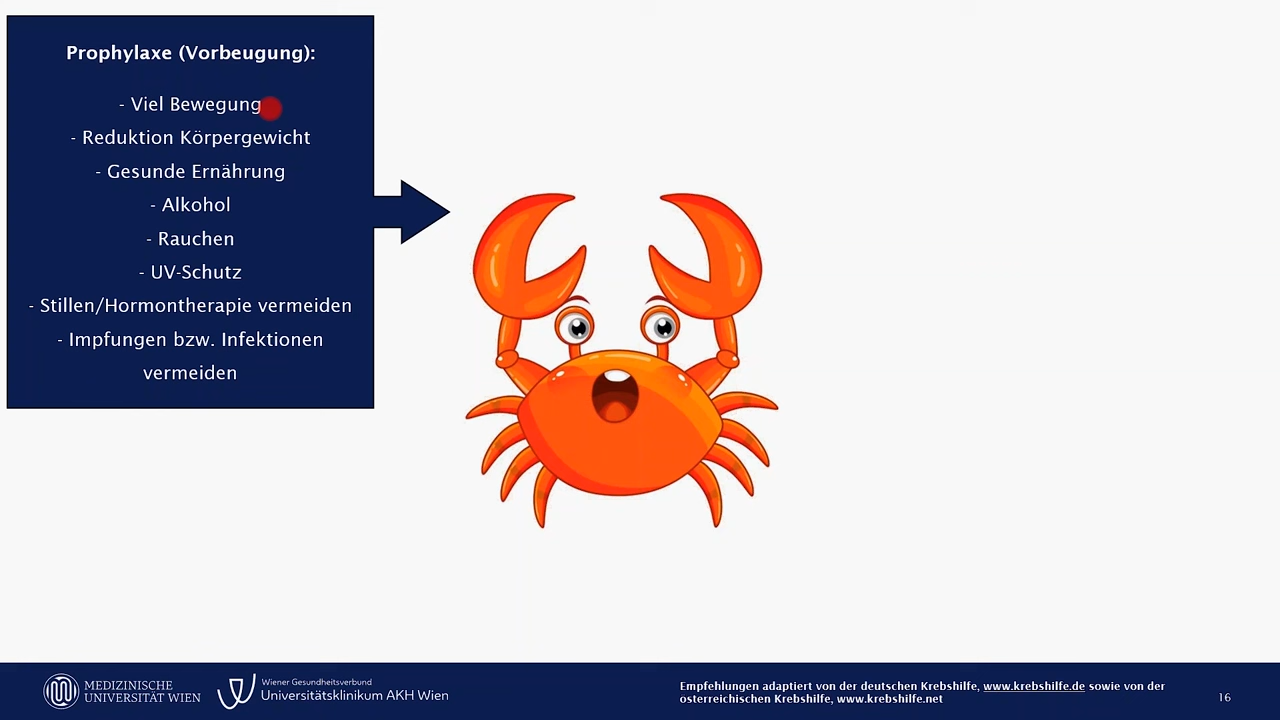 Prophylaxe (Vorbeugung):
- Viel Bewegung
- Reduktion Körpergewicht
- Gesunde Ernährung
- Alkohol
- Rauchen
- UV-Schutz
- Stillen/Hormontherapie vermeiden
- Impfungen bzw. Infektionen
vermeiden
MEDIZINISCHE
UNIVERSITÄT WIEN
Wiener Gesundheitsverbund
Universitätsklinikum AKH Wien
Empfehlungen adaptiert von der deutschen Krebshilfe, www.krebshilfe.de sowie von der
österreichischen Krebshilfe, www.krebshilfe.net
16